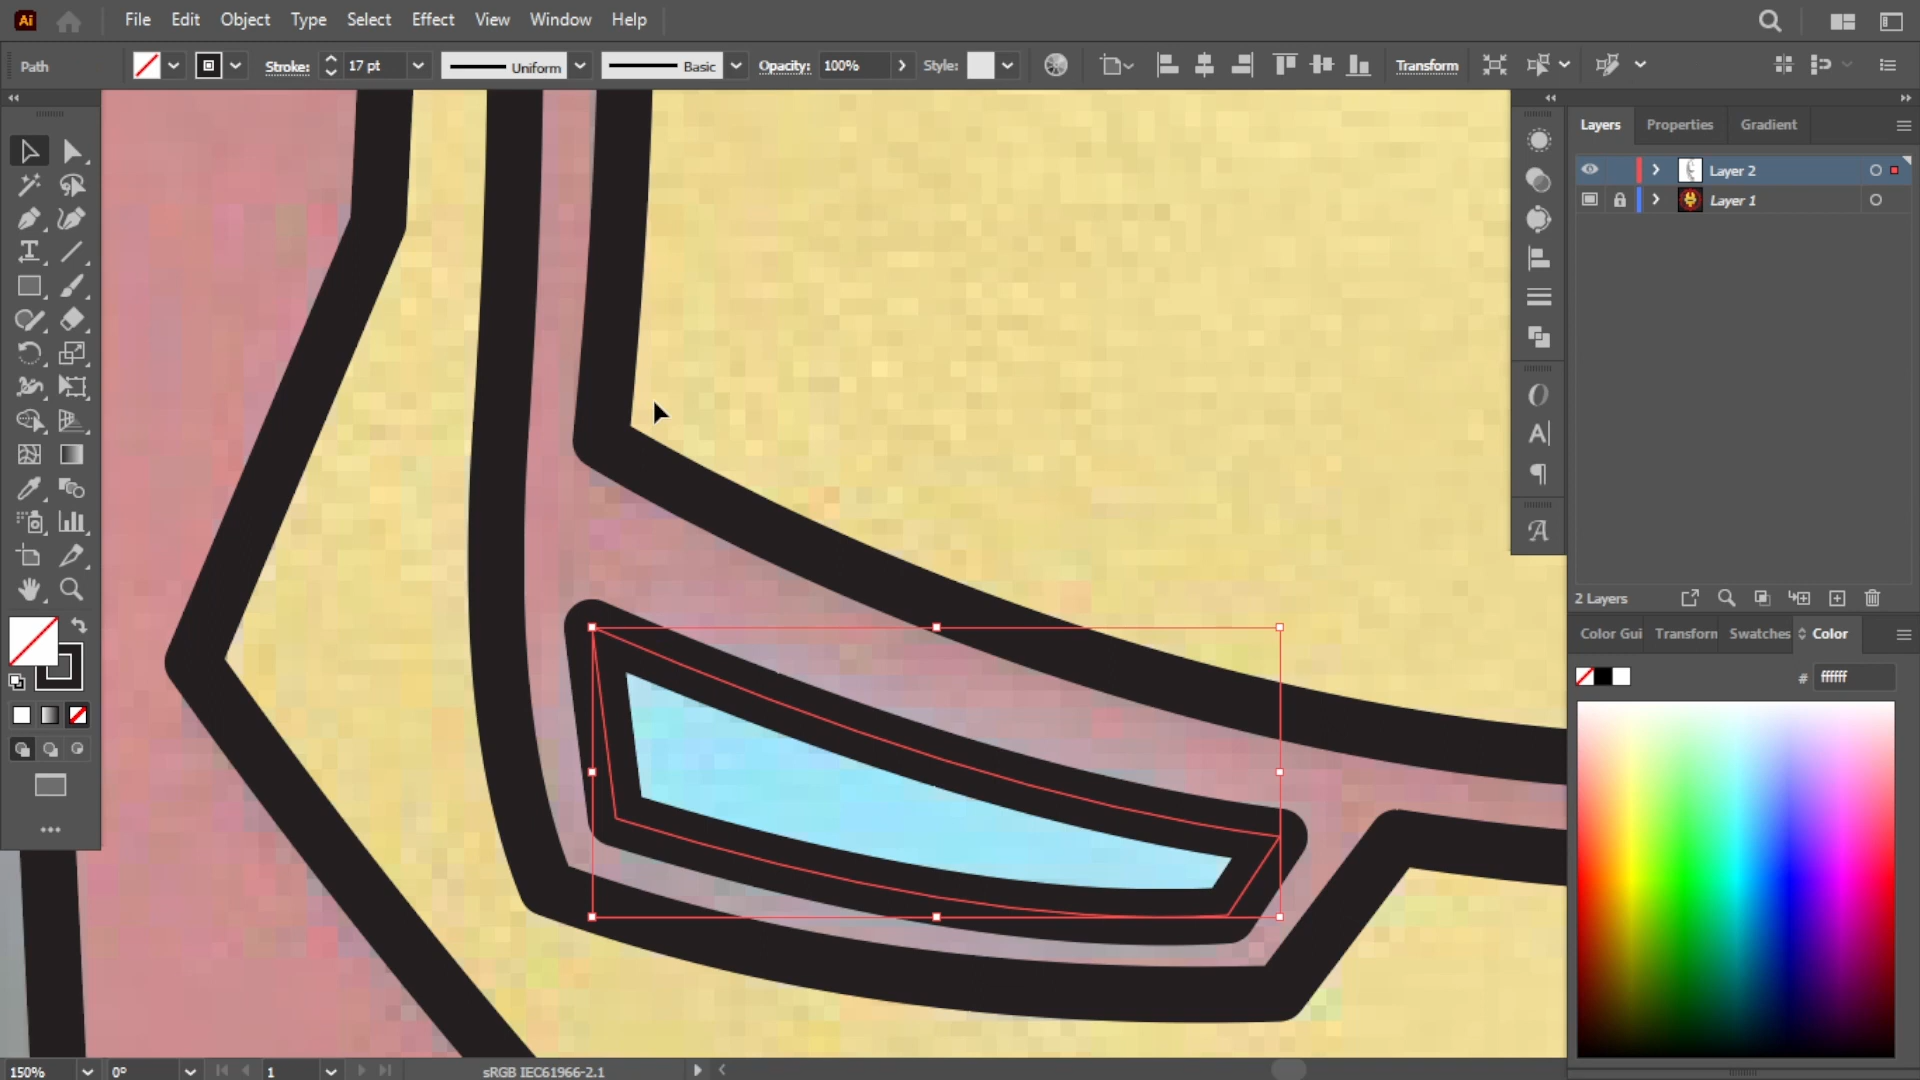 Ai File Edit Object Type Select Effect View Window Help
Path Stroke: 17 pt Uniform Basic Opacity: 100% Style: Transform
Layers Properties Gradient
Layer 2
Layer 1
2 Layers
Color Gui Transform Swatches Color
# ffffff
150% 0° 1 sRGB IEC61966-2.1